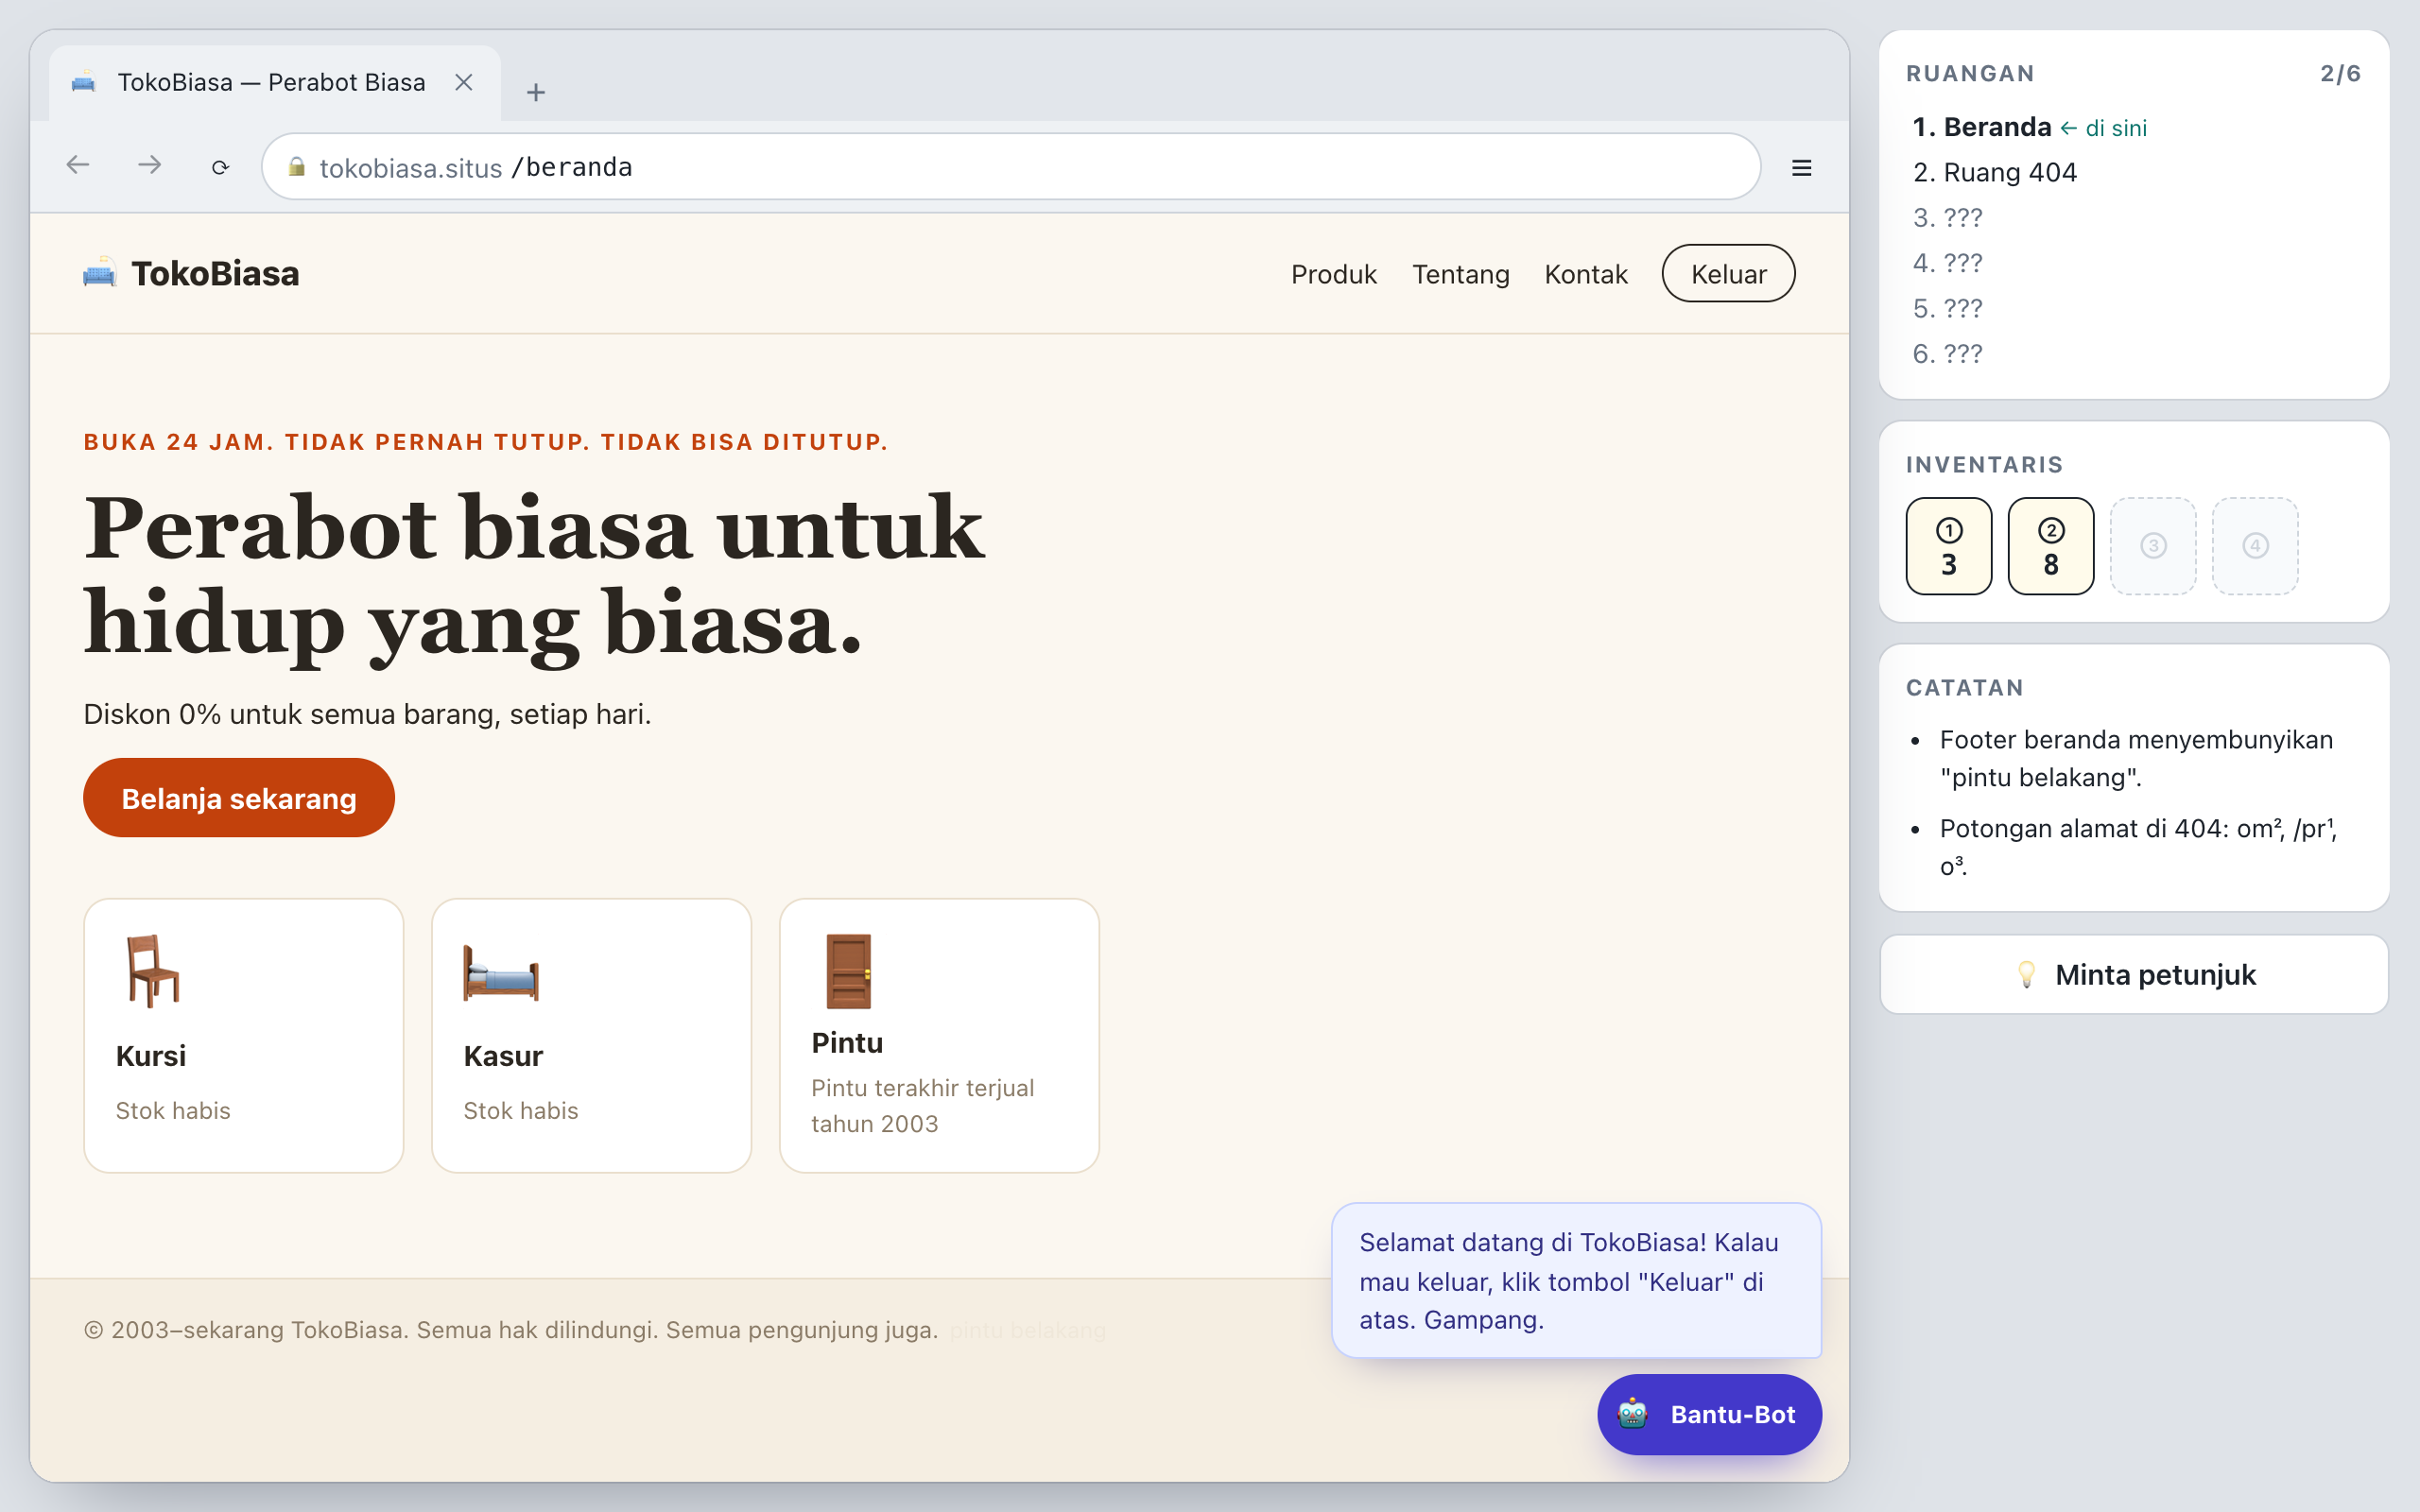 TokoBiasa — Perabot Biasa
tokobiasa.situs /beranda
TokoBiasa
Produk Tentang Kontak Keluar
BUKA 24 JAM. TIDAK PERNAH TUTUP. TIDAK BISA DITUTUP.
Perabot biasa untuk
hidup yang biasa.
Diskon 0% untuk semua barang, setiap hari.
Belanja sekarang
Kursi
Stok habis
Kasur
Stok habis
Pintu
Pintu terakhir terjual
tahun 2003
© 2003–sekarang TokoBiasa. Semua hak dilindungi. Semua pengunjung juga. pintu belakang
Selamat datang di TokoBiasa! Kalau
mau keluar, klik tombol "Keluar" di
atas. Gampang.
Bantu-Bot
RUANGAN 2/6
1. Beranda ← di sini
2. Ruang 404
3. ???
4. ???
5. ???
6. ???
INVENTARIS
① ② ③ ④
3 8
CATATAN
• Footer beranda menyembunyikan
"pintu belakang".
• Potongan alamat di 404: om², /pr¹,
o³.
Minta petunjuk